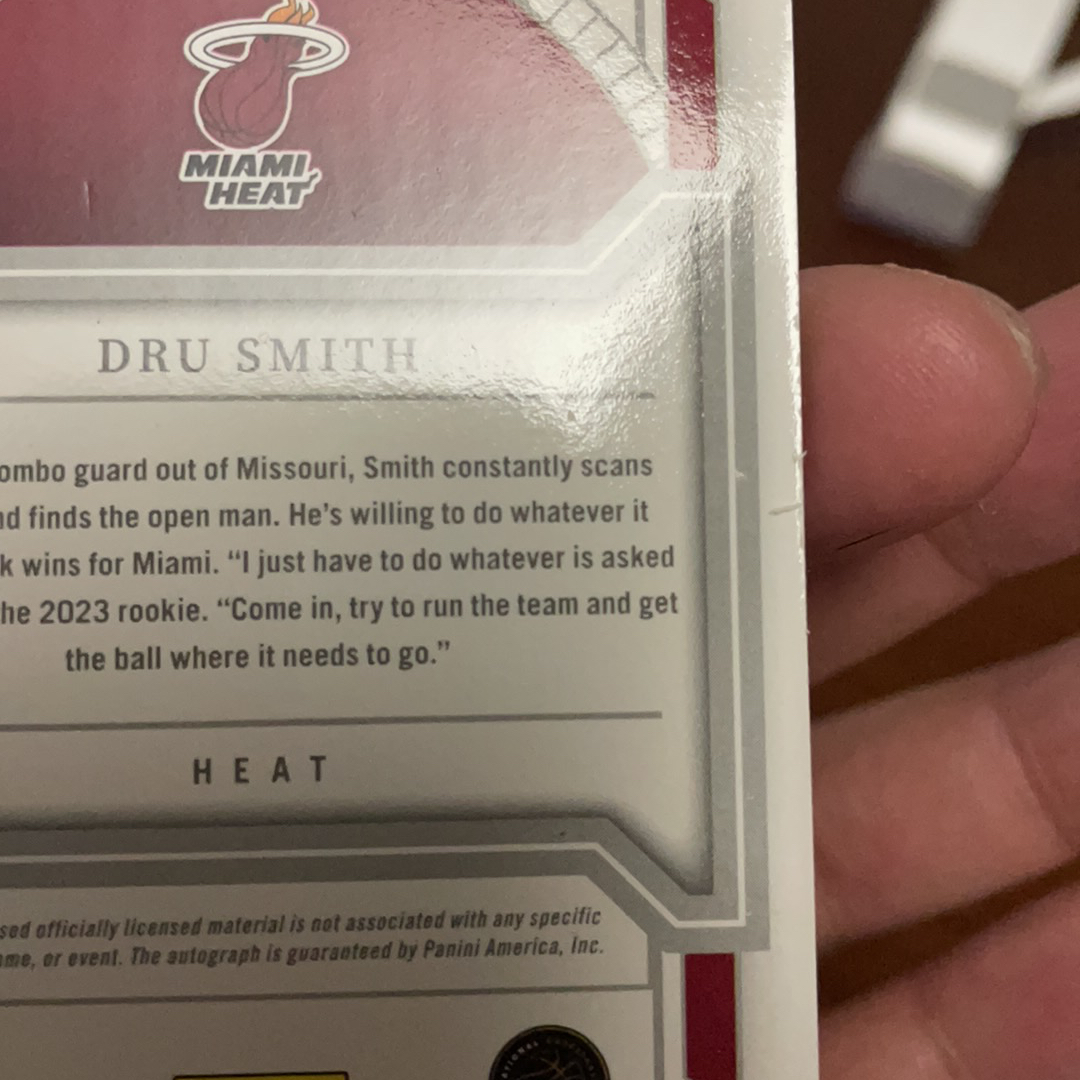 MIAMI
HEAT
DRU SMITH
ombo guard out of Missouri, Smith constantly scans
nd finds the open man. He's willing to do whatever it
k wins for Miami. “I just have to do whatever is asked
he 2023 rookie. “Come in, try to run the team and get
the ball where it needs to go.”
HEAT
sed officially licensed material is not associated with any specific
ame, or event. The autograph is guaranteed by Panini America, Inc.